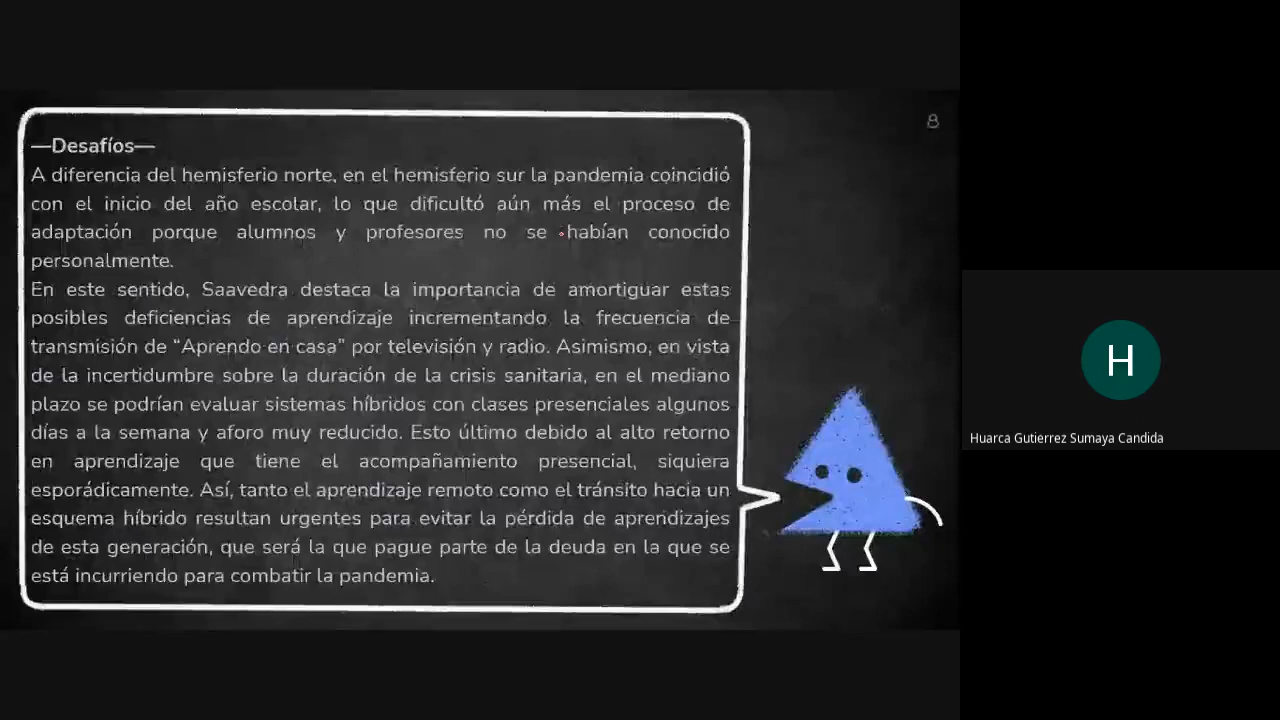 8
—Desafíos—
A diferencia del hemisferio norte, en el hemisferio sur la pandemia coincidió
con el inicio del año escolar, lo que dificultó aún más el proceso de
adaptación porque alumnos y profesores no se habían conocido
personalmente.
En este sentido, Saavedra destaca la importancia de amortiguar estas
posibles deficiencias de aprendizaje incrementando la frecuencia de
transmisión de “Aprendo en casa” por televisión y radio. Asimismo, en vista
de la incertidumbre sobre la duración de la crisis sanitaria, en el mediano
plazo se podrían evaluar sistemas híbridos con clases presenciales algunos
días a la semana y aforo muy reducido. Esto último debido al alto retorno
en aprendizaje que tiene el acompañamiento presencial, siquiera
esporádicamente. Así, tanto el aprendizaje remoto como el tránsito hacia un
esquema híbrido resultan urgentes para evitar la pérdida de aprendizajes
de esta generación, que será la que pague parte de la deuda en la que se
está incurriendo para combatir la pandemia.
H
Huarca Gutierrez Sumaya Candida